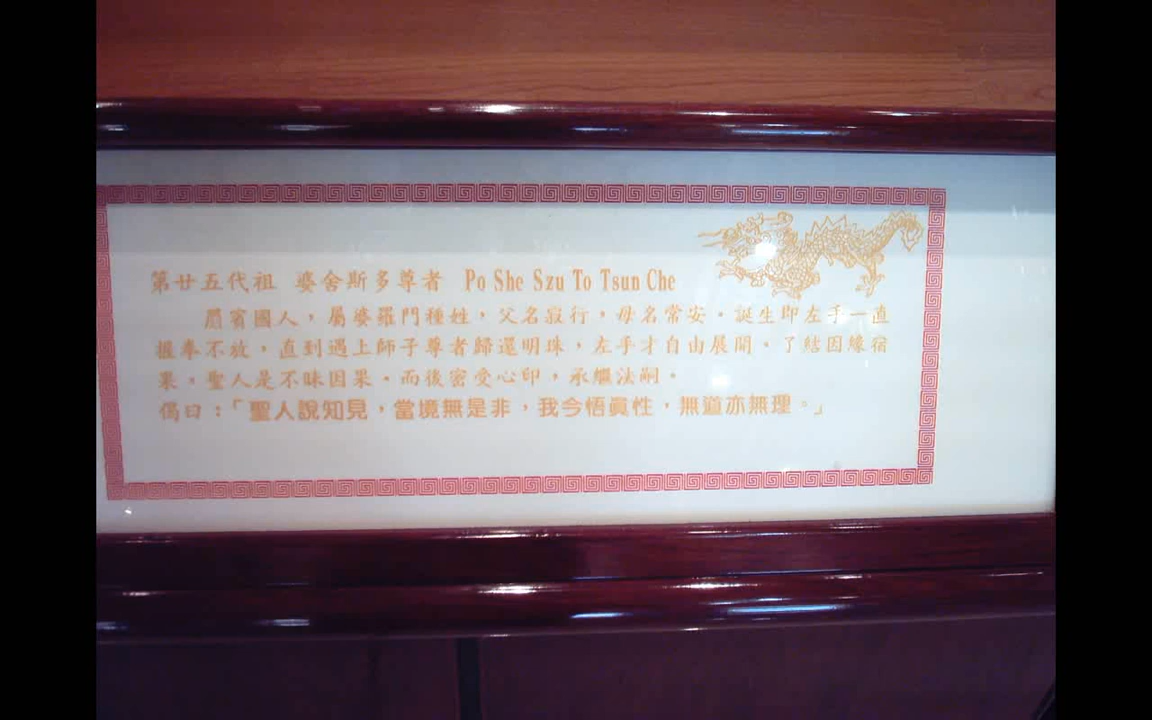 第廿五代祖 婆舍斯多尊者 Po She Szu To Tsun Che
罽賓國人，屬婆羅門種姓，父名寂行，母名常安。誕生即左手一直
握拳不放，直到遇上師子尊者歸還明珠，左手才自由展開。了結因緣宿
果，聖人是不昧因果。而後密受心印，承繼法嗣。
偈曰：「聖人說知見，當境無是非，我今悟眞性，無道亦無理。」